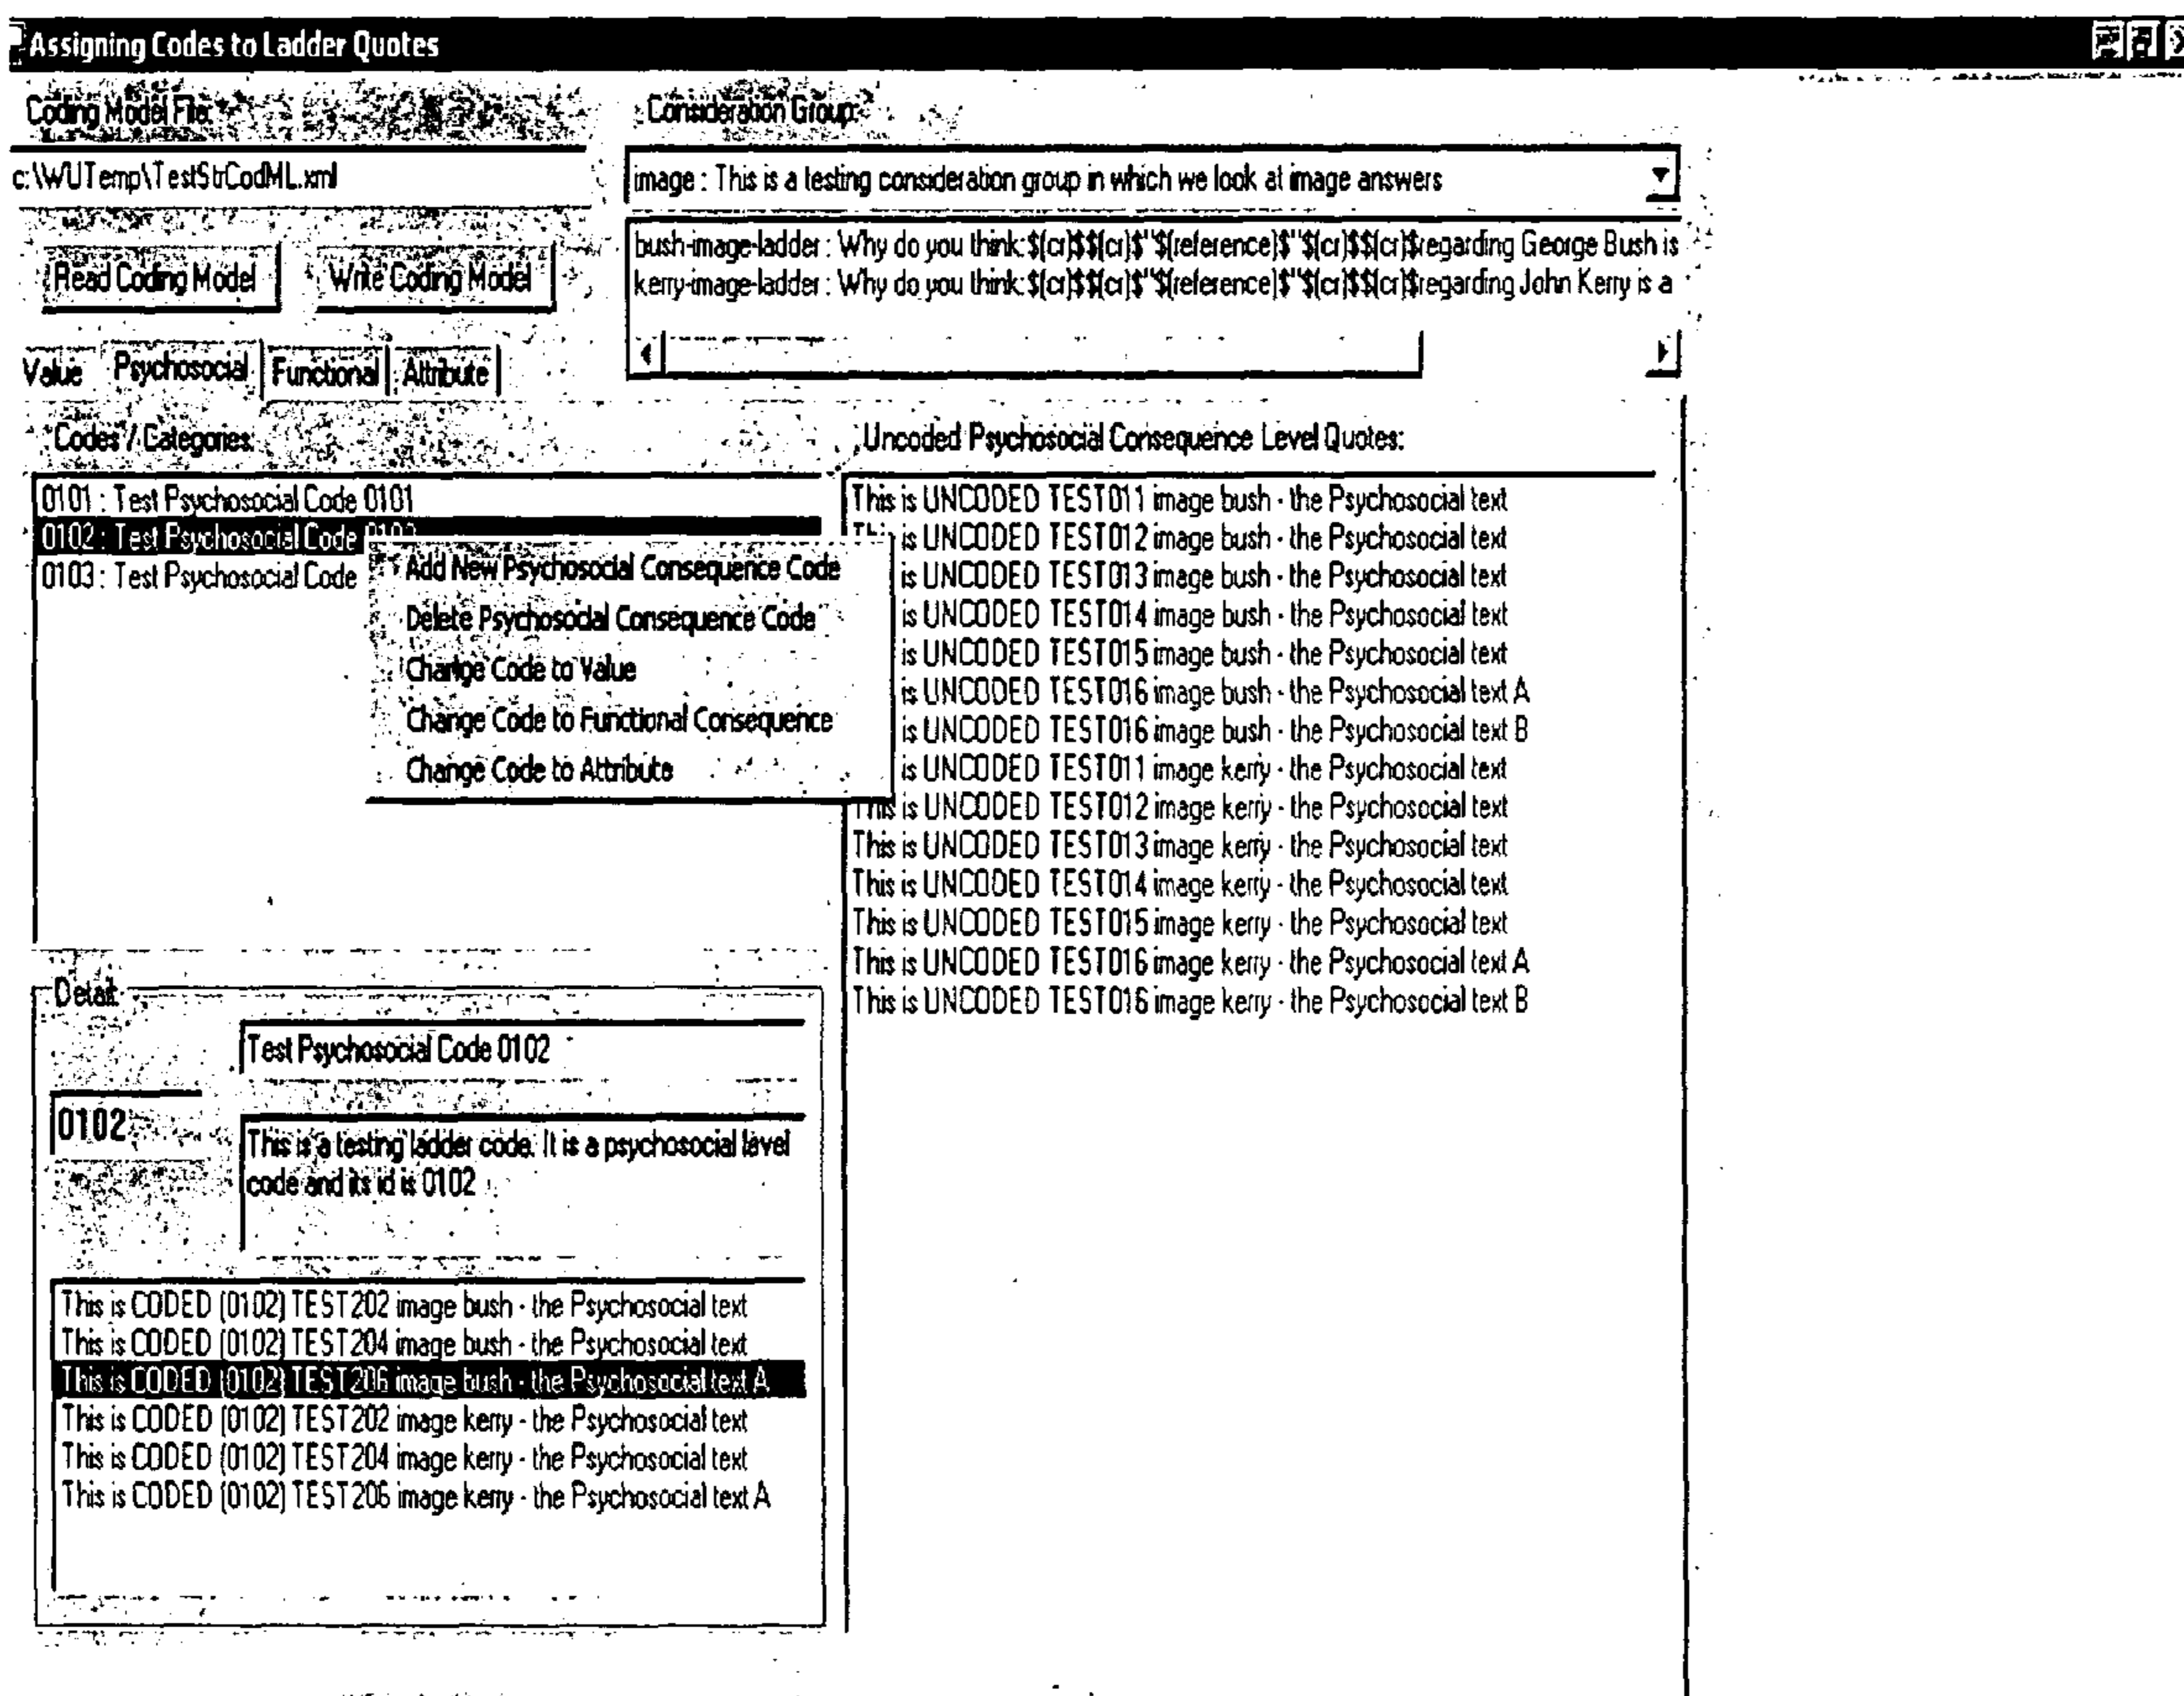 Assigning Codes to Ladder Quotes
Coding Model File:
c:\WUTemp\TestStrCodML.xml
Read Coding Model
Write Coding Model
Consideration Group:
image : This is a testing consideration group in which we look at image answers
bush-image-ladder : Why do you think:$(cr)$$(cr)$"$(reference)$"$(cr)$$(cr)$regarding George Bush is
kerry-image-ladder : Why do you think:$(cr)$$(cr)$"$(reference)$"$(cr)$$(cr)$regarding John Kerry is a
Value
Psychosocial
Functional
Attribute
Codes / Categories:
0101 : Test Psychosocial Code 0101
0102 : Test Psychosocial Code 0102
0103 : Test Psychosocial Code
Add New Psychosocial Consequence Code
Delete Psychosocial Consequence Code
Change Code to Value
Change Code to Functional Consequence
Change Code to Attribute
Uncoded Psychosocial Consequence Level Quotes:
This is UNCODED TEST011 image bush - the Psychosocial text
This is UNCODED TEST012 image bush - the Psychosocial text
is UNCODED TEST013 image bush - the Psychosocial text
is UNCODED TEST014 image bush - the Psychosocial text
is UNCODED TEST015 image bush - the Psychosocial text
is UNCODED TEST016 image bush - the Psychosocial text A
is UNCODED TEST016 image bush - the Psychosocial text B
is UNCODED TEST011 image kerry - the Psychosocial text
This is UNCODED TEST012 image kerry - the Psychosocial text
This is UNCODED TEST013 image kerry - the Psychosocial text
This is UNCODED TEST014 image kerry - the Psychosocial text
This is UNCODED TEST015 image kerry - the Psychosocial text
This is UNCODED TEST016 image kerry - the Psychosocial text A
This is UNCODED TEST016 image kerry - the Psychosocial text B
Detail:
Test Psychosocial Code 0102
0102
This is a testing ladder code. It is a psychosocial level
code and its id is 0102
This is CODED (0102) TEST202 image bush - the Psychosocial text
This is CODED (0102) TEST204 image bush - the Psychosocial text
This is CODED (0102) TEST206 image bush - the Psychosocial text A
This is CODED (0102) TEST202 image kerry - the Psychosocial text
This is CODED (0102) TEST204 image kerry - the Psychosocial text
This is CODED (0102) TEST206 image kerry - the Psychosocial text A